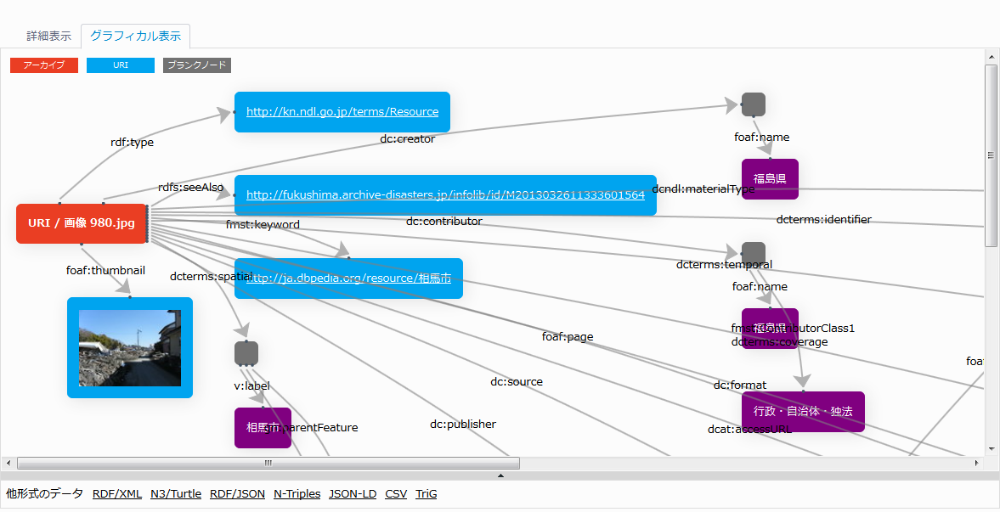 詳細表示
グラフィカル表示
アーカイブ
URI
ブランクノード
http://kn.ndl.go.jp/terms/Resource
rdf:type
dc:creator
foaf:name
福島県
rdfs:seeAlso
http://fukushima.archive-disasters.jp/infolib/id/M2013032611333601564
dcndl:materialType
URI / 画像 980.jpg
fmst:keyword
dc:contributor
dcterms:identifier
foaf:thumbnail
dcterms:spatial
http://ja.dbpedia.org/resource/相馬市
dcterms:temporal
foaf:name
福島県
dcterms:coverage
foaf:page
foa
v:label
dc:source
dc:format
行政・自治体・独法
相馬市
parentFeature
dc:publisher
dcat:accessURL
他形式のデータ
RDF/XML
N3/Turtle
RDF/JSON
N-Triples
JSON-LD
CSV
TriG